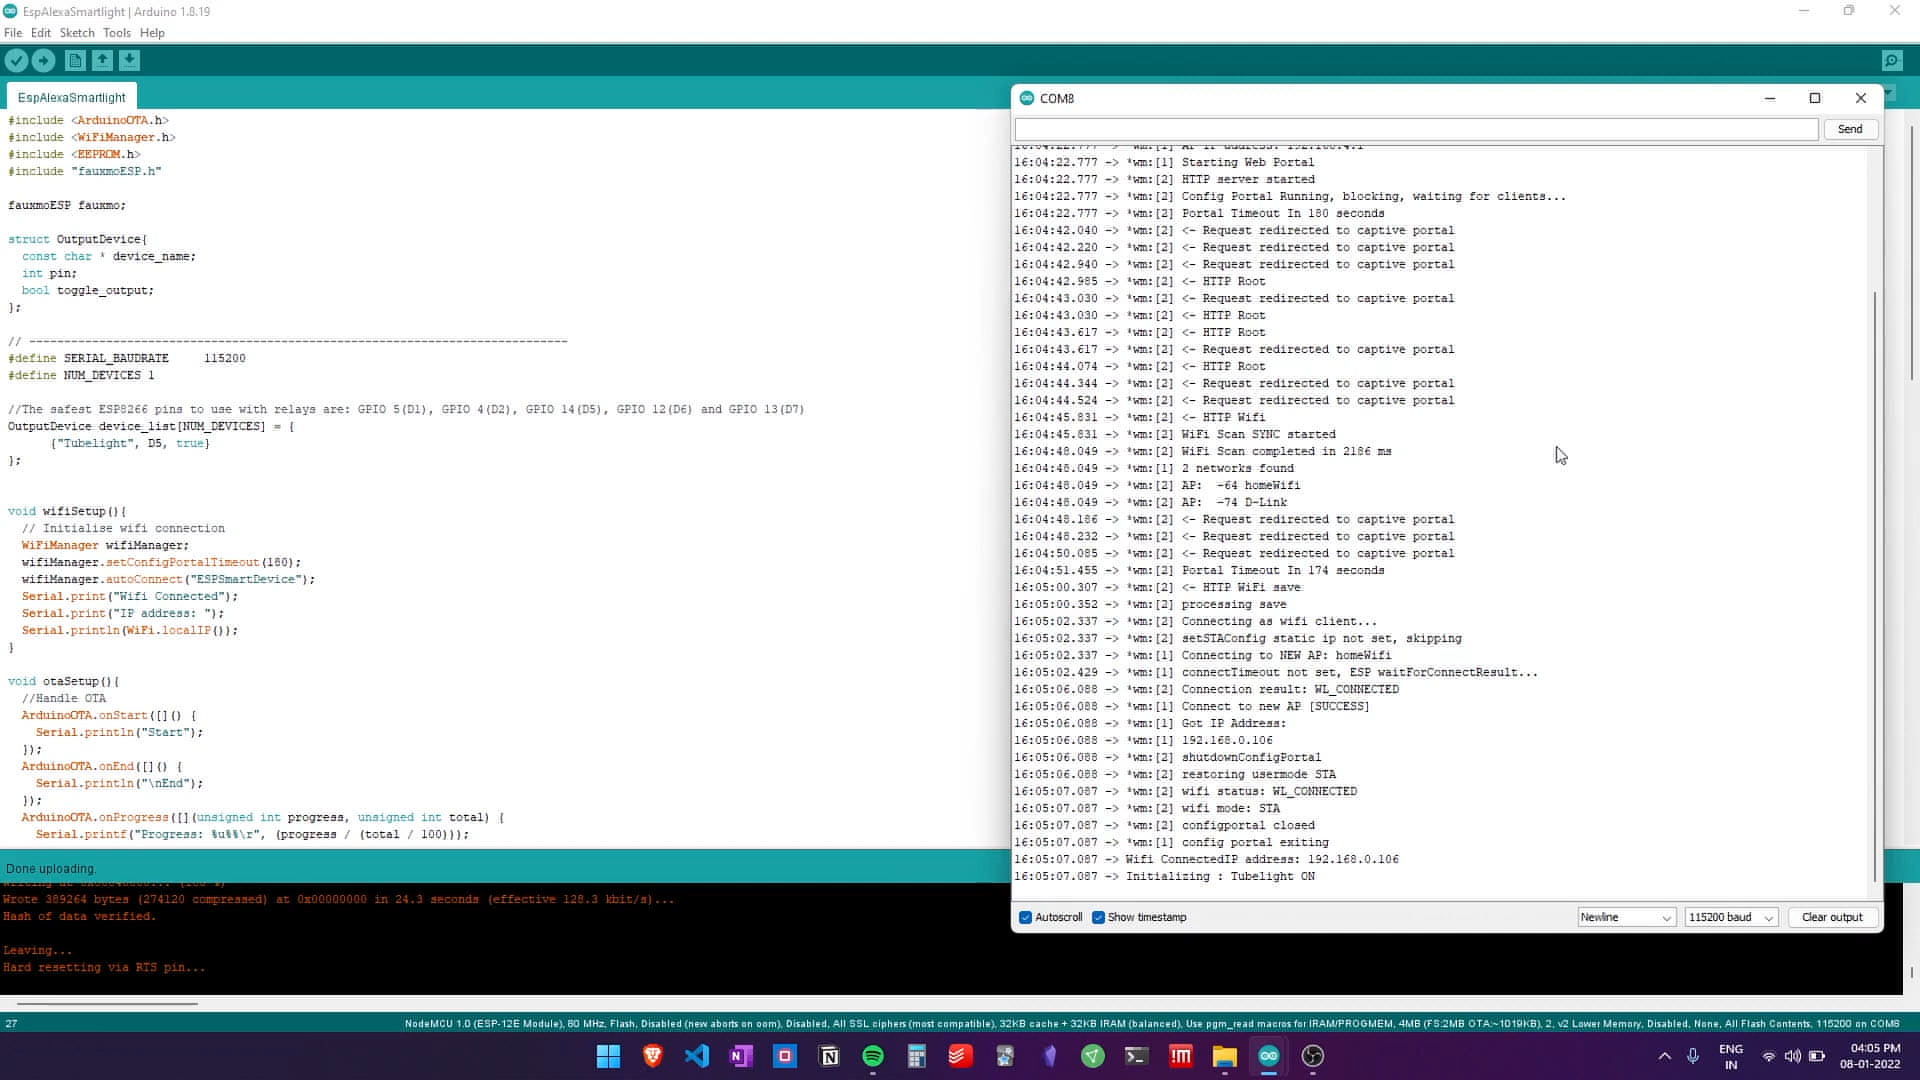 EspAlexaSmartlight | Arduino 1.8.19
File Edit Sketch Tools Help
EspAlexaSmartlight
#include <ArduinoOTA.h>
#include <WiFiManager.h>
#include <EEPROM.h>
#include "fauxmoESP.h"
fauxmoESP fauxmo;
struct OutputDevice{
const char * device_name;
int pin;
bool toggle_output;
};
// -----------------------------------------------------------------------------
#define SERIAL_BAUDRATE 115200
#define NUM_DEVICES 1
//The safest ESP8266 pins to use with relays are: GPIO 5(D1), GPIO 4(D2), GPIO 14(D5), GPIO 12(D6) and GPIO 13(D7)
OutputDevice device_list[NUM_DEVICES] = {
{"Tubelight", D5, true}
};
void wifiSetup(){
// Initialise wifi connection
WiFiManager wifiManager;
wifiManager.setConfigPortalTimeout(180);
wifiManager.autoConnect("ESPSmartDevice");
Serial.print("Wifi Connected");
Serial.print("IP address: ");
Serial.println(WiFi.localIP());
}
void otaSetup(){
//Handle OTA
ArduinoOTA.onStart([]() {
Serial.println("Start");
});
ArduinoOTA.onEnd([]() {
Serial.println("\nEnd");
});
ArduinoOTA.onProgress([](unsigned int progress, unsigned int total) {
Serial.printf("Progress: %u%%\r", (progress / (total / 100)));
Done uploading.
Wrote 389264 bytes (274120 compressed) at 0x00000000 in 24.3 seconds (effective 128.3 kbit/s)...
Hash of data verified.
Leaving...
Hard resetting via RTS pin...
COM8
Send
16:04:22.777 -> *wm:[1] AP IP address: 192.168.4.1
16:04:22.777 -> *wm:[1] Starting Web Portal
16:04:22.777 -> *wm:[2] HTTP server started
16:04:22.777 -> *wm:[2] Config Portal Running, blocking, waiting for clients...
16:04:22.777 -> *wm:[2] Portal Timeout In 180 seconds
16:04:42.040 -> *wm:[2] <- Request redirected to captive portal
16:04:42.220 -> *wm:[2] <- Request redirected to captive portal
16:04:42.940 -> *wm:[2] <- Request redirected to captive portal
16:04:42.985 -> *wm:[2] <- HTTP Root
16:04:43.030 -> *wm:[2] <- Request redirected to captive portal
16:04:43.030 -> *wm:[2] <- HTTP Root
16:04:43.617 -> *wm:[2] <- HTTP Root
16:04:43.617 -> *wm:[2] <- Request redirected to captive portal
16:04:44.074 -> *wm:[2] <- HTTP Root
16:04:44.344 -> *wm:[2] <- Request redirected to captive portal
16:04:44.524 -> *wm:[2] <- Request redirected to captive portal
16:04:45.831 -> *wm:[2] <- HTTP Wifi
16:04:45.831 -> *wm:[2] WiFi Scan SYNC started
16:04:48.049 -> *wm:[2] WiFi Scan completed in 2186 ms
16:04:48.049 -> *wm:[1] 2 networks found
16:04:48.049 -> *wm:[2] AP: -64 homeWifi
16:04:48.049 -> *wm:[2] AP: -74 D-Link
16:04:48.186 -> *wm:[2] <- Request redirected to captive portal
16:04:48.232 -> *wm:[2] <- Request redirected to captive portal
16:04:50.085 -> *wm:[2] <- Request redirected to captive portal
16:04:51.455 -> *wm:[2] Portal Timeout In 174 seconds
16:05:00.307 -> *wm:[2] <- HTTP WiFi save
16:05:00.352 -> *wm:[2] processing save
16:05:02.337 -> *wm:[2] Connecting as wifi client...
16:05:02.337 -> *wm:[2] setSTAConfig static ip not set, skipping
16:05:02.337 -> *wm:[1] Connecting to NEW AP: homeWifi
16:05:02.429 -> *wm:[1] connectTimeout not set, ESP waitForConnectResult...
16:05:06.088 -> *wm:[2] Connection result: WL_CONNECTED
16:05:06.088 -> *wm:[1] Connect to new AP [SUCCESS]
16:05:06.088 -> *wm:[1] Got IP Address:
16:05:06.088 -> *wm:[1] 192.168.0.106
16:05:06.088 -> *wm:[2] shutdownConfigPortal
16:05:06.088 -> *wm:[2] restoring usermode STA
16:05:07.087 -> *wm:[2] wifi status: WL_CONNECTED
16:05:07.087 -> *wm:[2] wifi mode: STA
16:05:07.087 -> *wm:[2] configportal closed
16:05:07.087 -> *wm:[1] config portal exiting
16:05:07.087 -> Wifi ConnectedIP address: 192.168.0.106
16:05:07.087 -> Initializing : Tubelight ON
Autoscroll Show timestamp Newline 115200 baud Clear output
27 NodeMCU 1.0 (ESP-12E Module), 80 MHz, Flash, Disabled (new aborts on oom), Disabled, All SSL ciphers (most compatible), 32KB cache + 32KB IRAM (balanced), Use pgm_read macros for IRAM/PROGMEM, 4MB (FS:2MB OTA:~1019KB), 2, v2 Lower Memory, Disabled, None, All Flash Contents, 115200 on COM8
ENG
IN
04:05 PM
08-01-2022